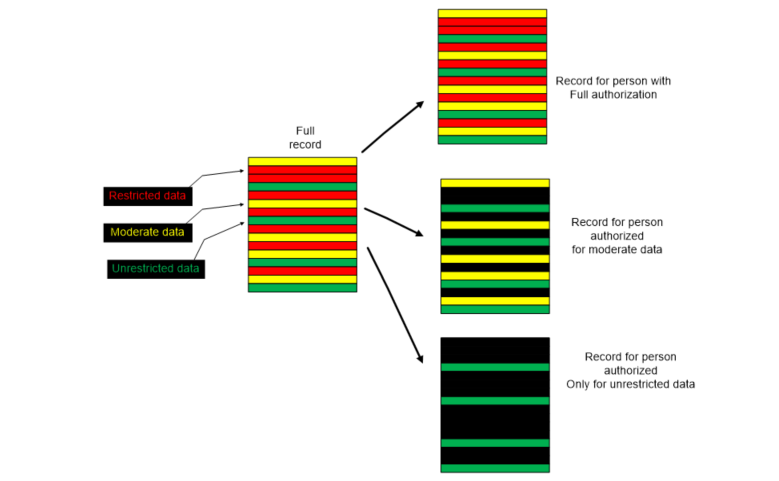 Full
record
Restricted data
Moderate data
Unrestricted data
Record for person with
Full authorization
Record for person
authorized
for moderate data
Record for person
authorized
Only for unrestricted data